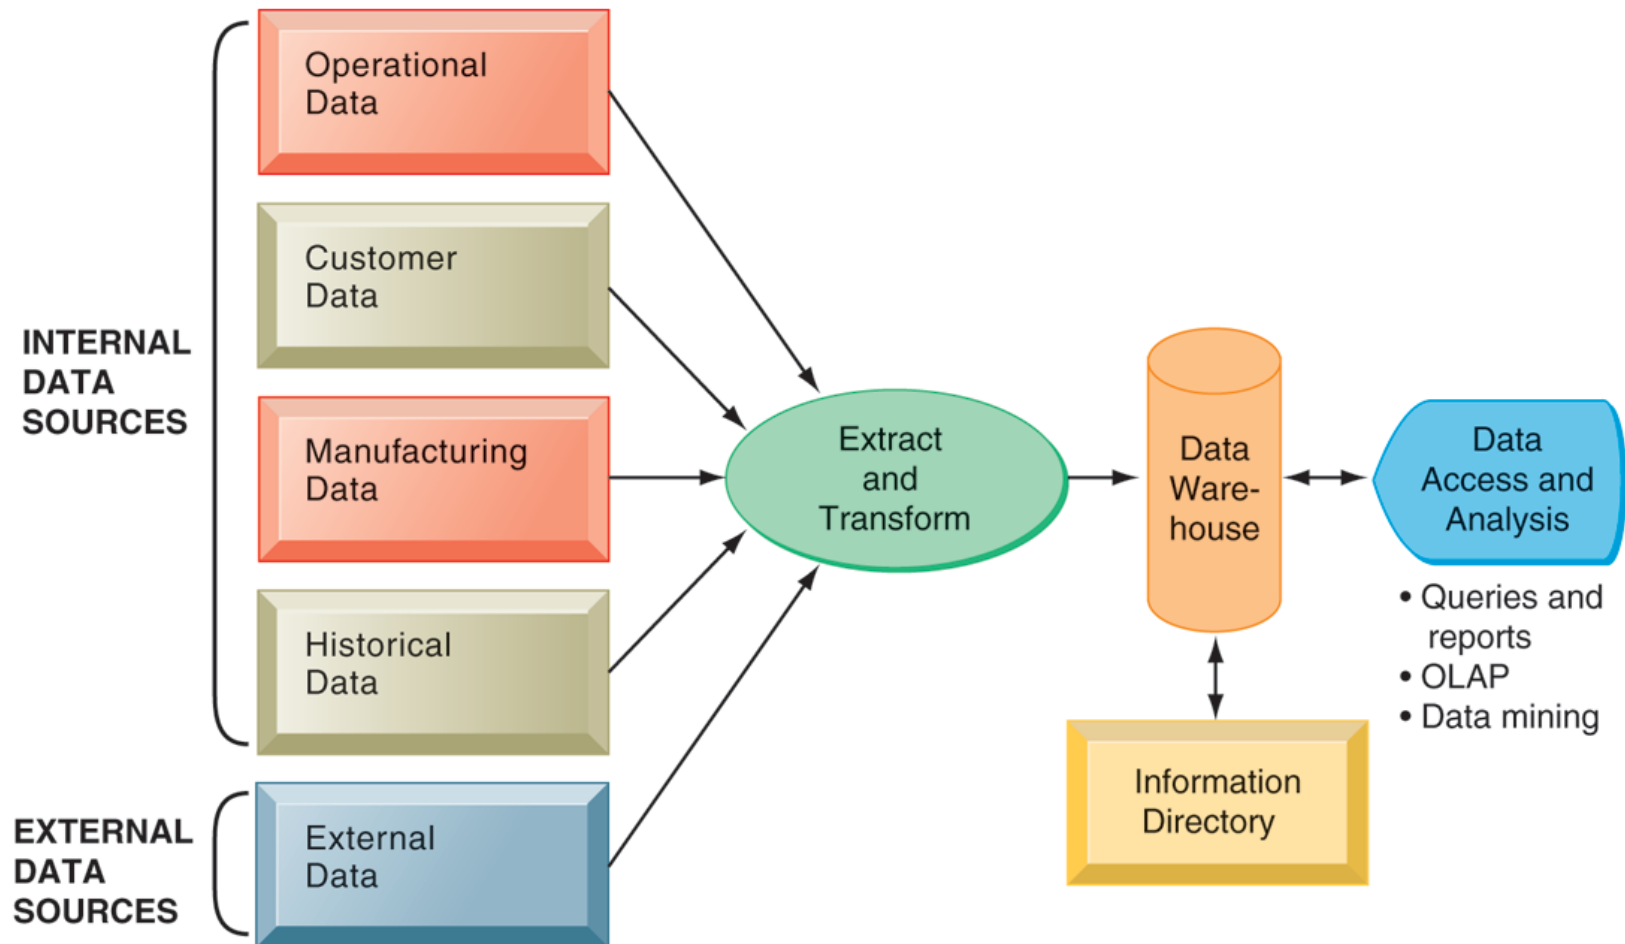 INTERNAL
DATA
SOURCES
Operational
Data
Customer
Data
Manufacturing
Data
Historical
Data
EXTERNAL
DATA
SOURCES
External
Data
Extract
and
Transform
Data
Ware-
house
Data
Access and
Analysis
• Queries and
reports
• OLAP
• Data mining
Information
Directory